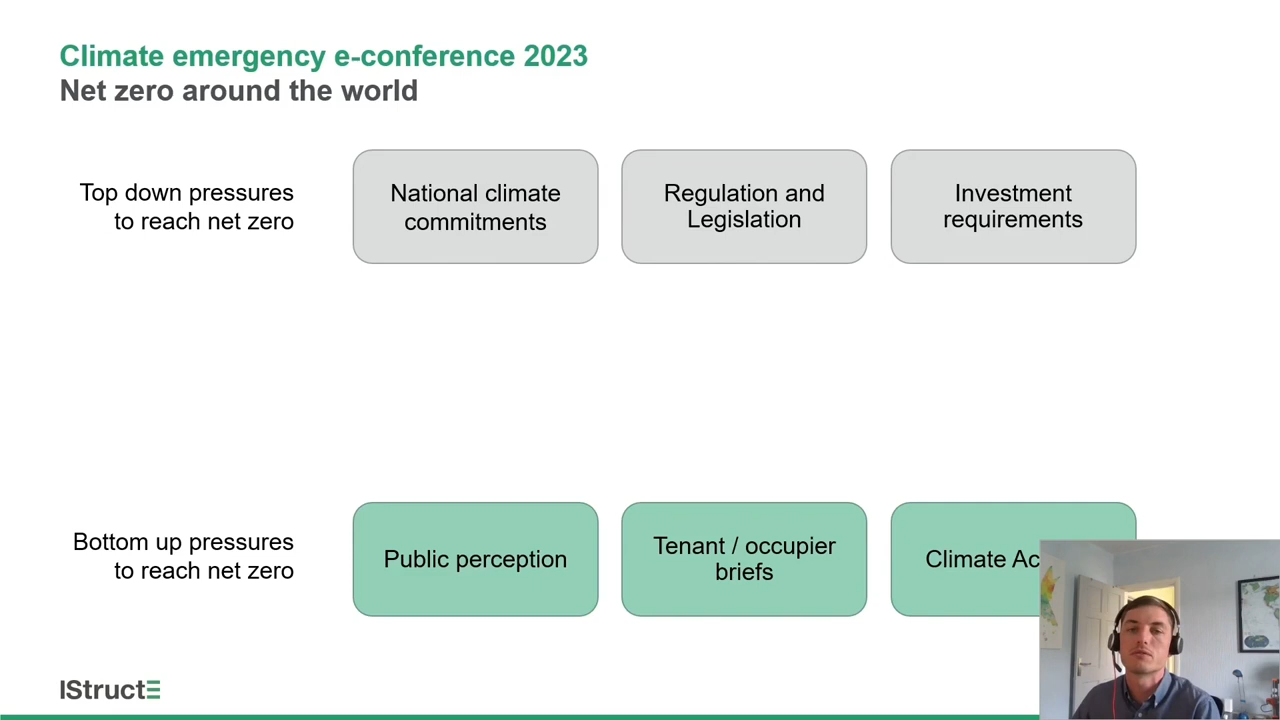 Climate emergency e-conference 2023
Net zero around the world
Top down pressures
to reach net zero
National climate
commitments
Regulation and
Legislation
Investment
requirements
Bottom up pressures
to reach net zero
Public perception
Tenant / occupier
briefs
Climate Ac
IStructE